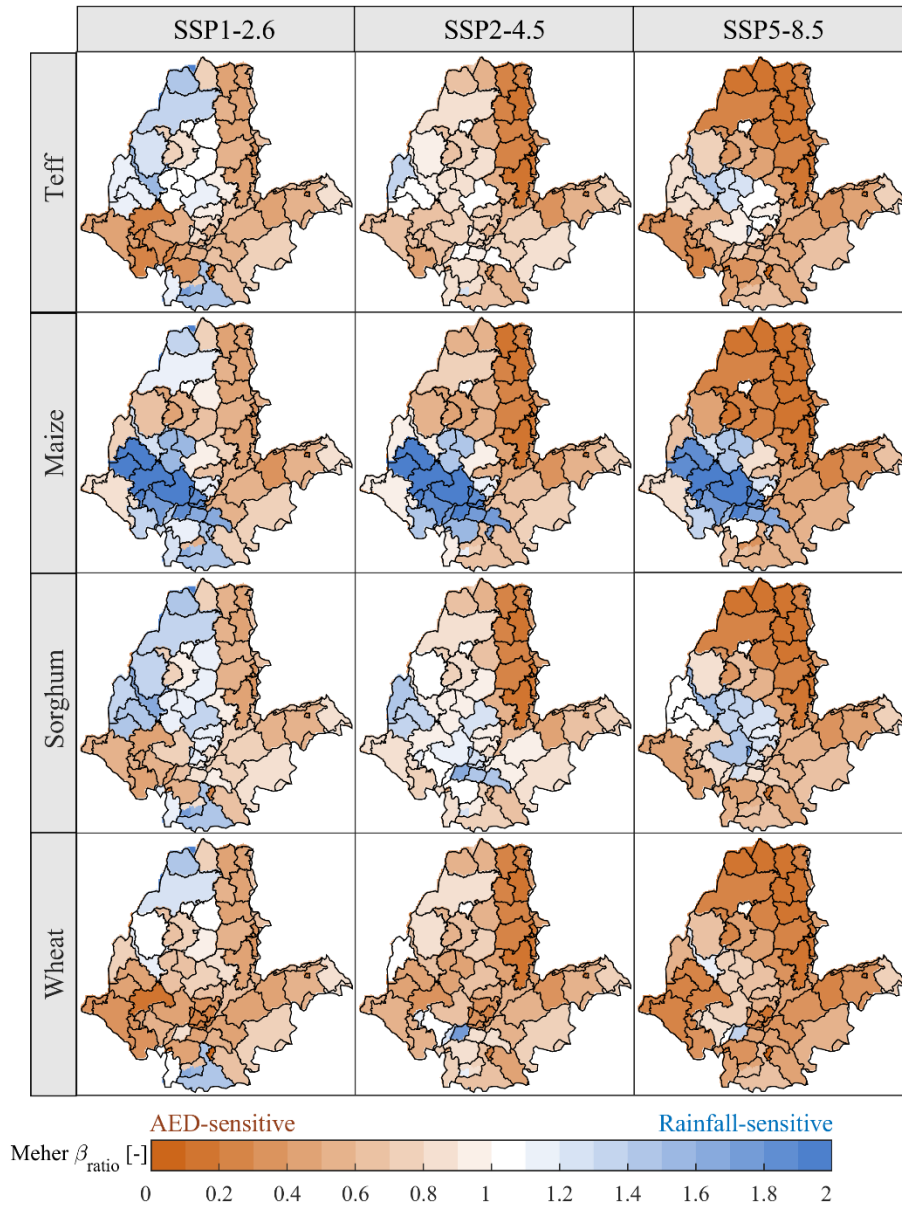 SSP1-2.6 SSP2-4.5 SSP5-8.5
Teff
Maize
Sorghum
Wheat
AED-sensitive Rainfall-sensitive
Meher β_ratio [-]
0 0.2 0.4 0.6 0.8 1 1.2 1.4 1.6 1.8 2